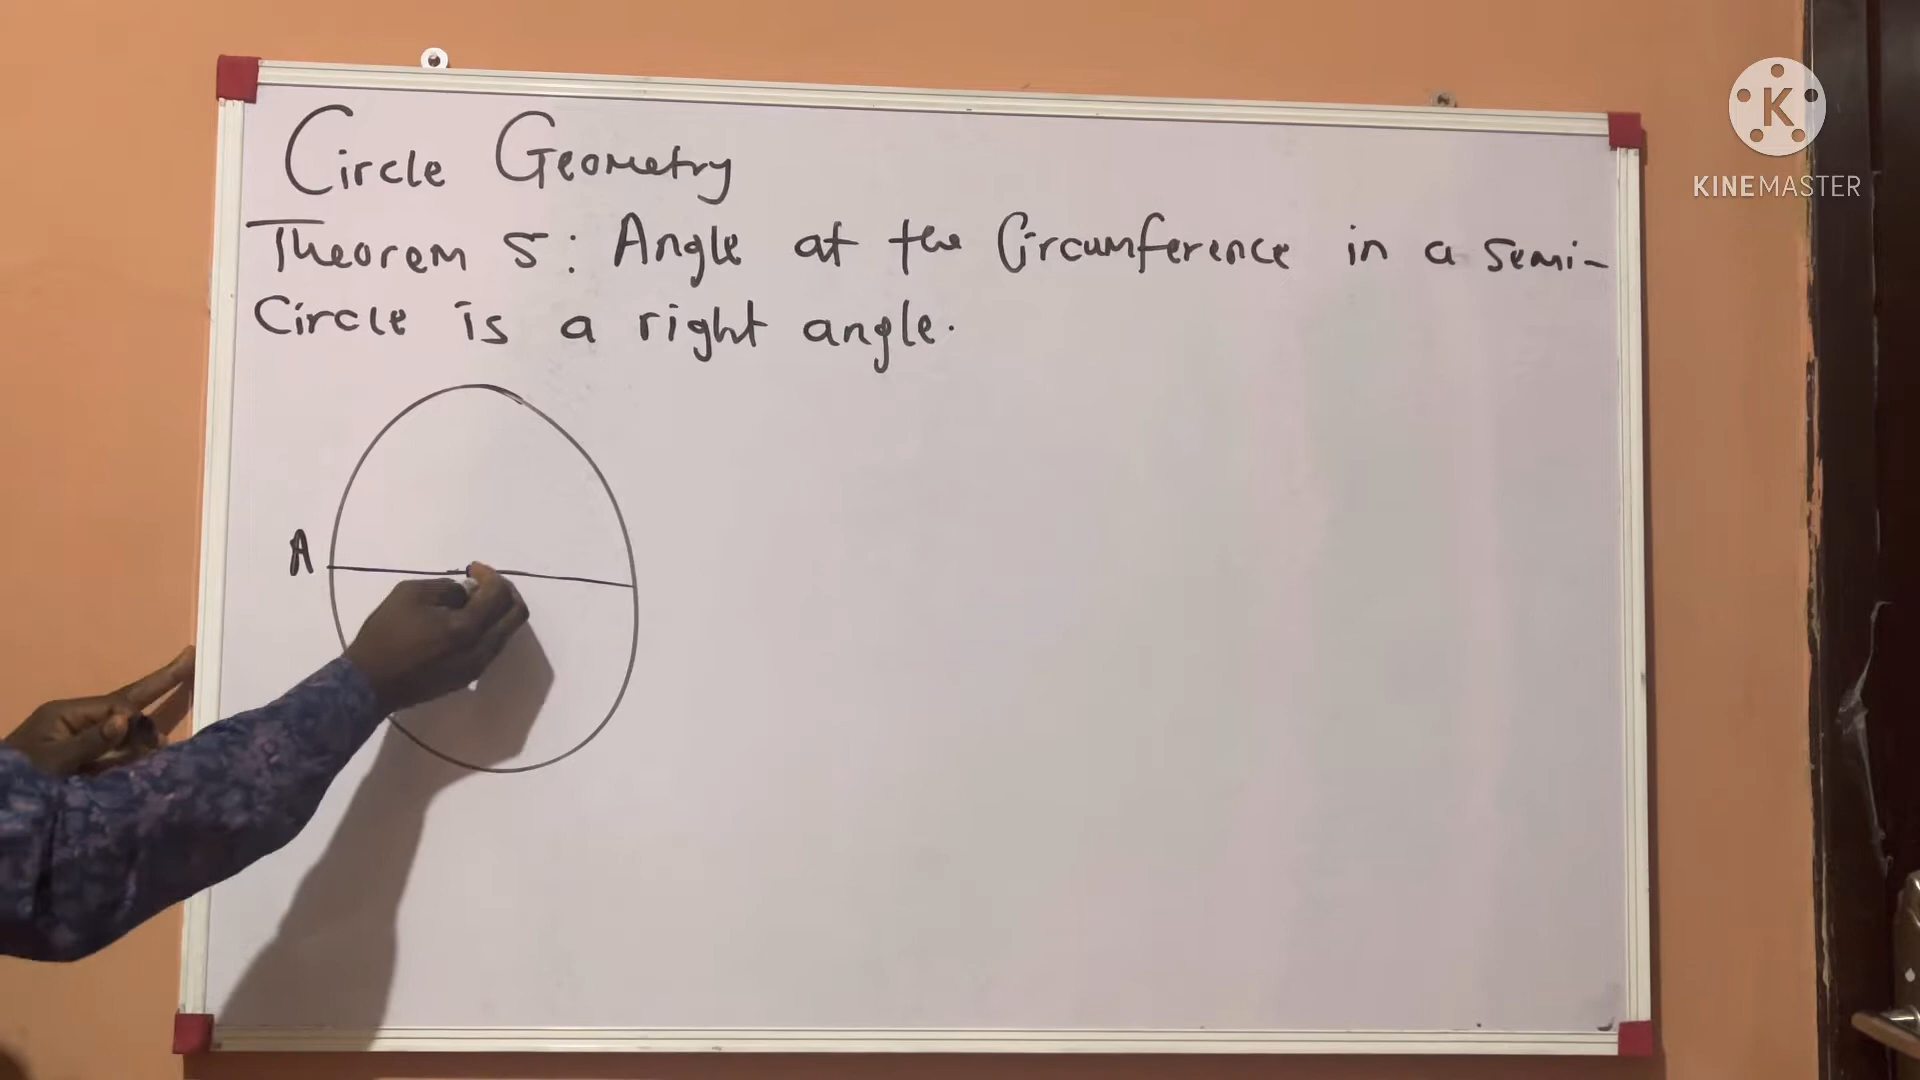 Circle Geometry
Theorem 5: Angle at the Circumference in a semi-
Circle is a right angle.
A
K
KINEMASTER